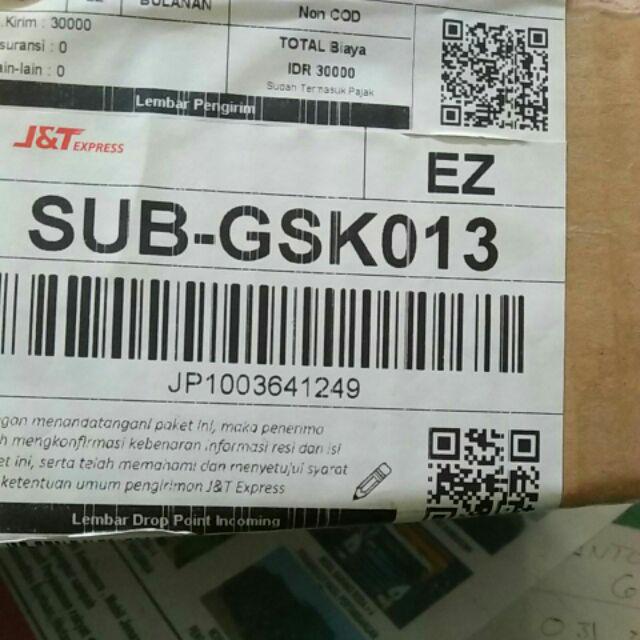 BULANAN
Kirim : 30000
suransi : 0
ain-lain : 0
Non COD
TOTAL Biaya
IDR 30000
Sudah Termasuk Pajak
Lembar Pengirim
J&T EXPRESS
EZ
SUB-GSK013
JP1003641249
gan menandatangani paket ini, maka penerima
h mengkonfirmasi kebenaran informasi resi dan isi
et ini, serta telah memahami dan menyetujui syarat
ketentuan umum pengiriman J&T Express
Lembar Drop Point Incoming